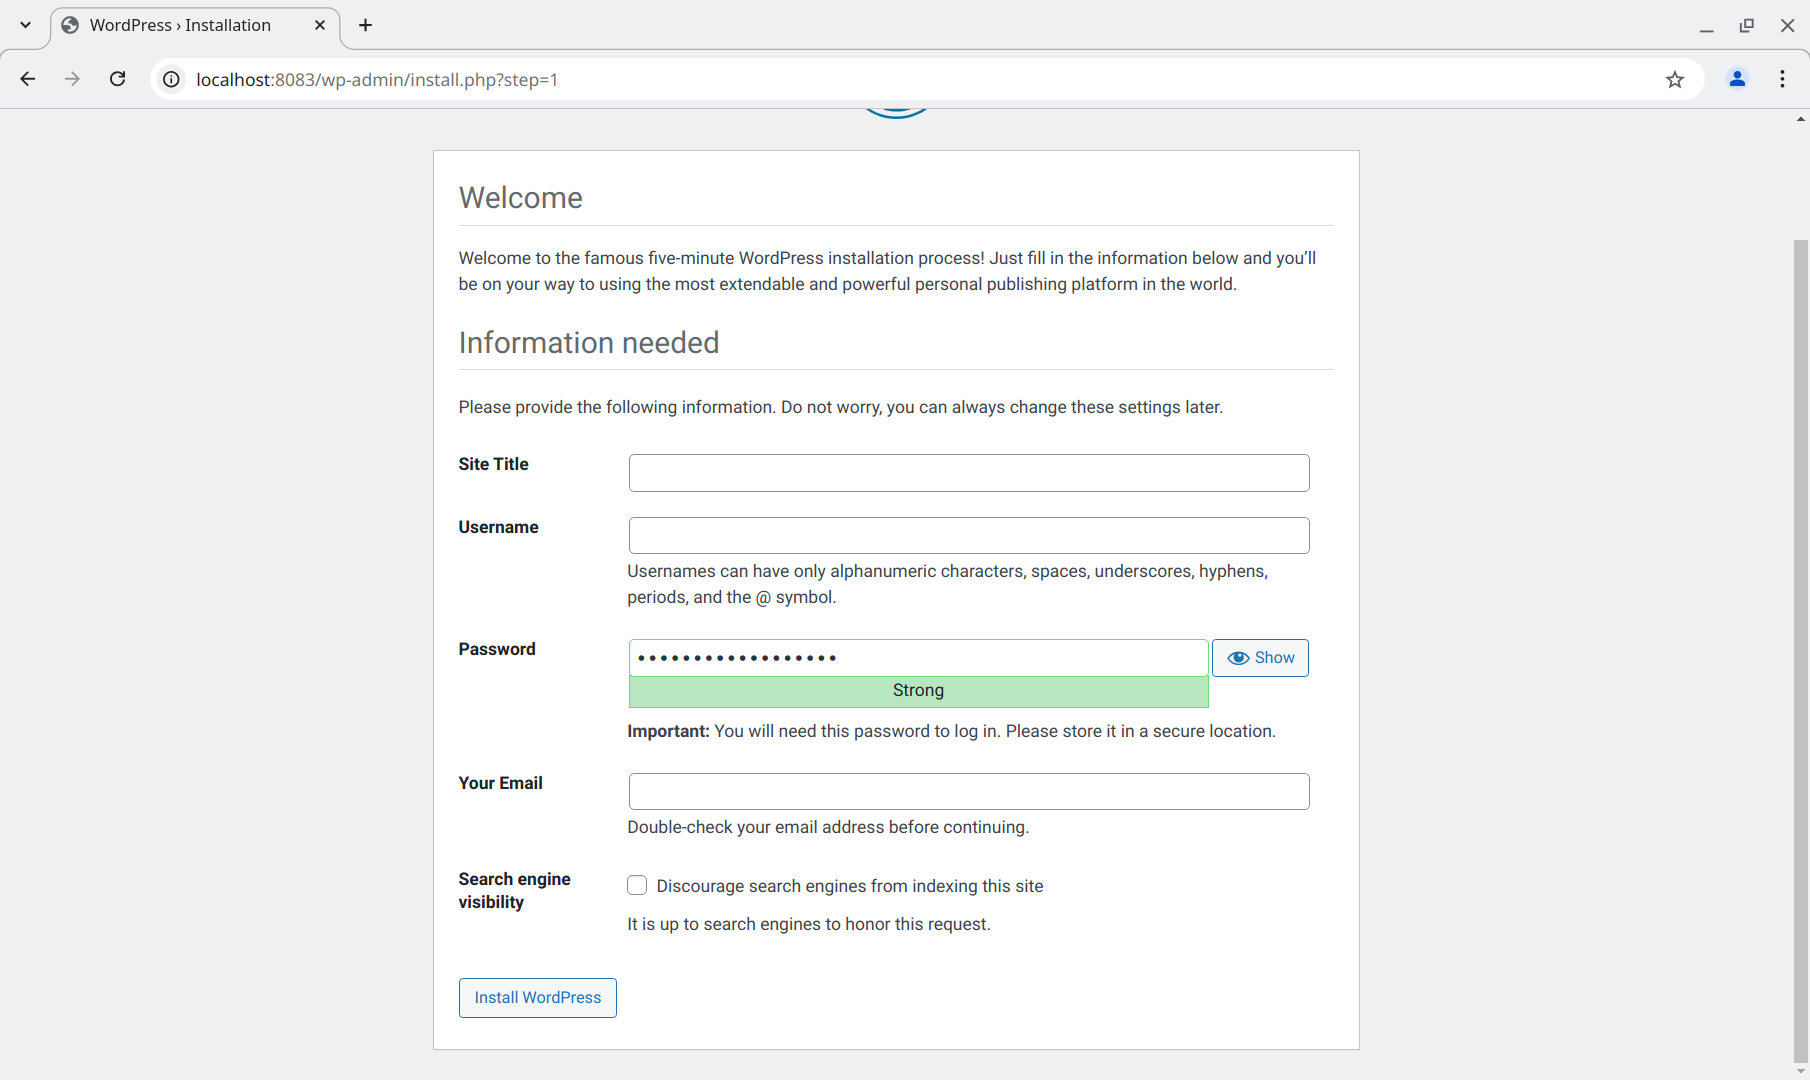 WordPress › Installation
localhost:8083/wp-admin/install.php?step=1
Welcome
Welcome to the famous five-minute WordPress installation process! Just fill in the information below and you’ll
be on your way to using the most extendable and powerful personal publishing platform in the world.
Information needed
Please provide the following information. Do not worry, you can always change these settings later.
Site Title
Username
Usernames can have only alphanumeric characters, spaces, underscores, hyphens,
periods, and the @ symbol.
Password
••••••••••••••••••
Show
Strong
Important: You will need this password to log in. Please store it in a secure location.
Your Email
Double-check your email address before continuing.
Search engine
visibility
Discourage search engines from indexing this site
It is up to search engines to honor this request.
Install WordPress